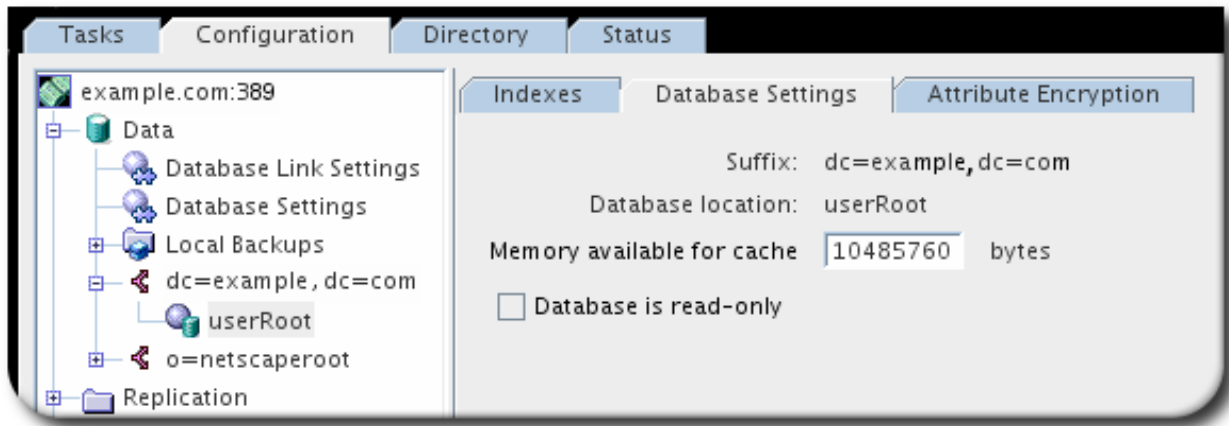 Tasks Configuration Directory Status
example.com:389
Data
Database Link Settings
Database Settings
Local Backups
dc=example, dc=com
userRoot
o=netscaperoot
Replication
Indexes Database Settings Attribute Encryption
Suffix: dc=example,dc=com
Database location: userRoot
Memory available for cache 10485760 bytes
Database is read-only